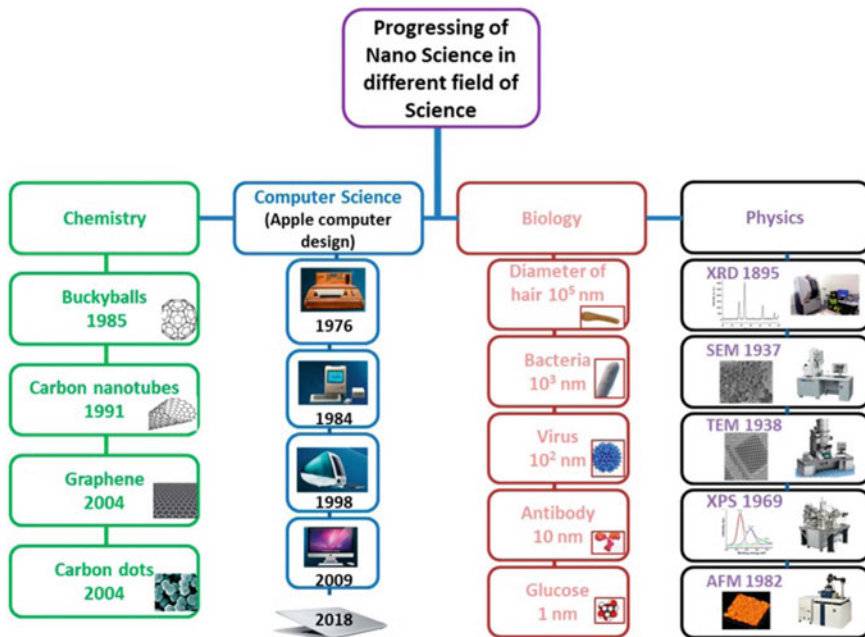 Progressing of
Nano Science in
different field of
Science
Chemistry
Buckyballs
1985
Carbon nanotubes
1991
Graphene
2004
Carbon dots
2004
Computer Science
(Apple computer
design)
1976
1984
1998
2009
2018
Biology
Diameter of
hair 10⁵ nm
Bacteria
10³ nm
Virus
10² nm
Antibody
10 nm
Glucose
1 nm
Physics
XRD 1895
SEM 1937
TEM 1938
XPS 1969
AFM 1982